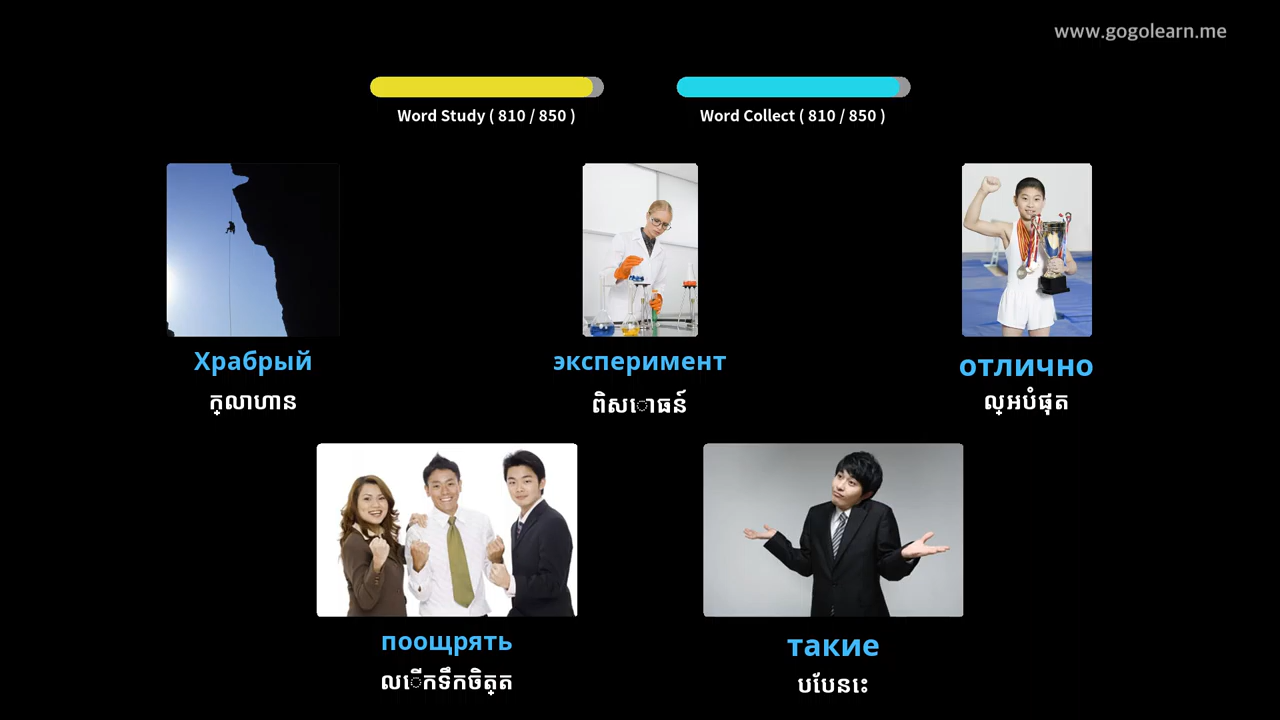 www.gogolearn.me
Word Study ( 810 / 850 )
Word Collect ( 810 / 850 )
Храбрый
ក្លាហាន
эксперимент
ពិសោធន៍
отлично
ល្អបំផុត
поощрять
លើកទឹកចិត្ត
такие
បបែនេះ